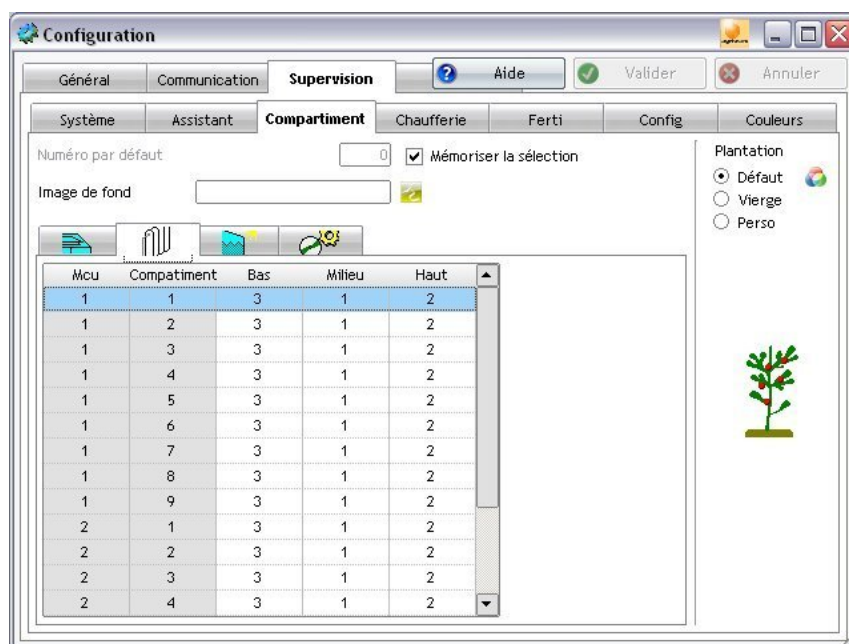 Configuration
Aide Valider Annuler
Général Communication Supervision
Système Assistant Compartiment Chaufferie Ferti Config Couleurs
Numéro par défaut 0 Mémoriser la sélection
Image de fond
Plantation
Défaut
Vierge
Perso
Mcu Compatiment Bas Milieu Haut
1 1 3 1 2
1 2 3 1 2
1 3 3 1 2
1 4 3 1 2
1 5 3 1 2
1 6 3 1 2
1 7 3 1 2
1 8 3 1 2
1 9 3 1 2
2 1 3 1 2
2 2 3 1 2
2 3 3 1 2
2 4 3 1 2